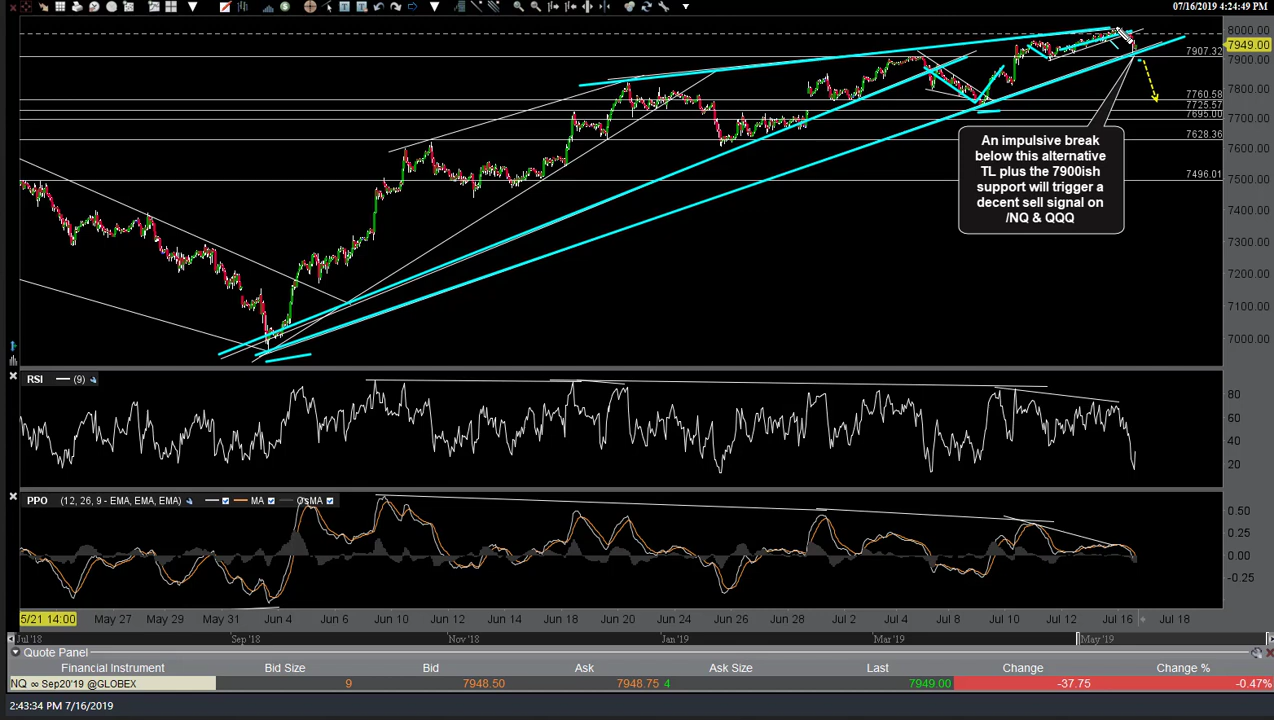 07/16/2019 4:24:49 PM
8000.00
7949.00
7907.32
7900.00
7800.00
7760.58
7725.57
7700.00
7695.00
7628.36
7600.00
7496.01
7500.00
7400.00
7300.00
7200.00
7100.00
7000.00
An impulsive break
below this alternative
TL plus the 7900ish
support will trigger a
decent sell signal on
/NQ & QQQ
RSI (9)
80
60
40
20
PPO (12, 26, 9 - EMA, EMA, EMA) MA OsMA
0.50
0.25
0.00
-0.25
5/21 14:00 May 27 May 29 May 31 Jun 4 Jun 6 Jun 10 Jun 12 Jun 14 Jun 18 Jun 20 Jun 24 Jun 26 Jun 28 Jul 2 Jul 4 Jul 8 Jul 10 Jul 12 Jul 16 Jul 18
Jul '18 Sep '18 Nov '18 Jan '19 Mar '19 May '19
Quote Panel
Financial Instrument Bid Size Bid Ask Ask Size Last Change Change %
NQ ∞ Sep20'19 @GLOBEX 9 7948.50 7948.75 4 7949.00 -37.75 -0.47%
2:43:34 PM 7/16/2019